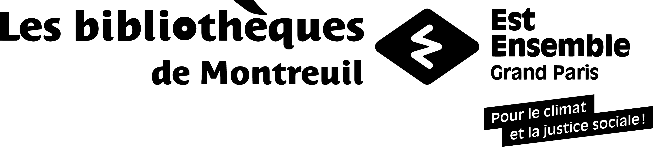 Les bibliothèques
de Montreuil
Est
Ensemble
Grand Paris
Pour le climat
et la justice sociale !